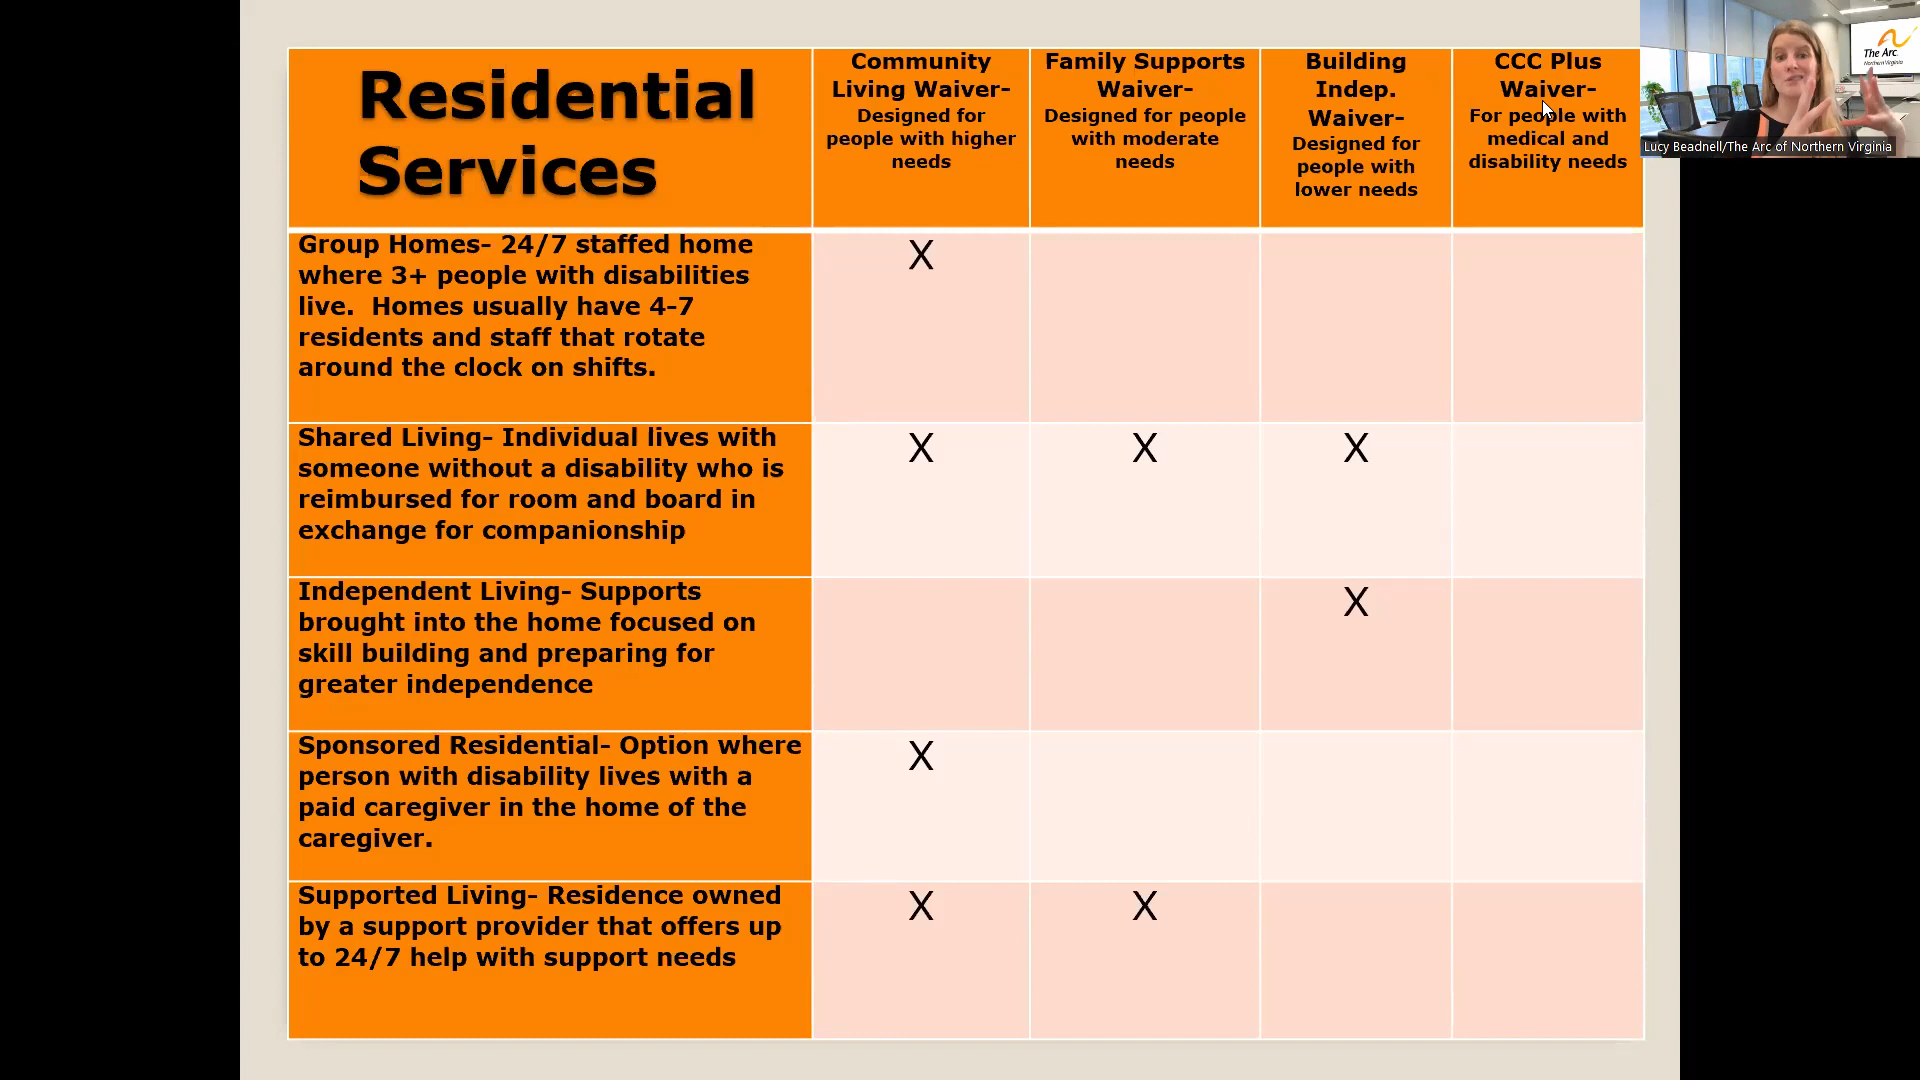 Residential
Services
Community
Living Waiver-
Designed for
people with higher
needs
Family Supports
Waiver-
Designed for people
with moderate
needs
Building
Indep.
Waiver-
Designed for
people with
lower needs
CCC Plus
Waiver-
For people with
medical and
disability needs
The Arc.
Northern Virginia
Lucy Beadnell/The Arc of Northern Virginia
Group Homes- 24/7 staffed home
where 3+ people with disabilities
live.  Homes usually have 4-7
residents and staff that rotate
around the clock on shifts.
X
Shared Living- Individual lives with
someone without a disability who is
reimbursed for room and board in
exchange for companionship
X X X
Independent Living- Supports
brought into the home focused on
skill building and preparing for
greater independence
X
Sponsored Residential- Option where
person with disability lives with a
paid caregiver in the home of the
caregiver.
X
Supported Living- Residence owned
by a support provider that offers up
to 24/7 help with support needs
X X